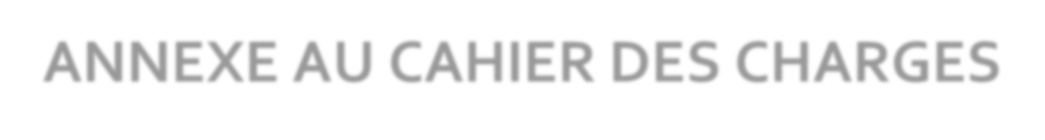 ANNEXE AU CAHIER DES CHARGES